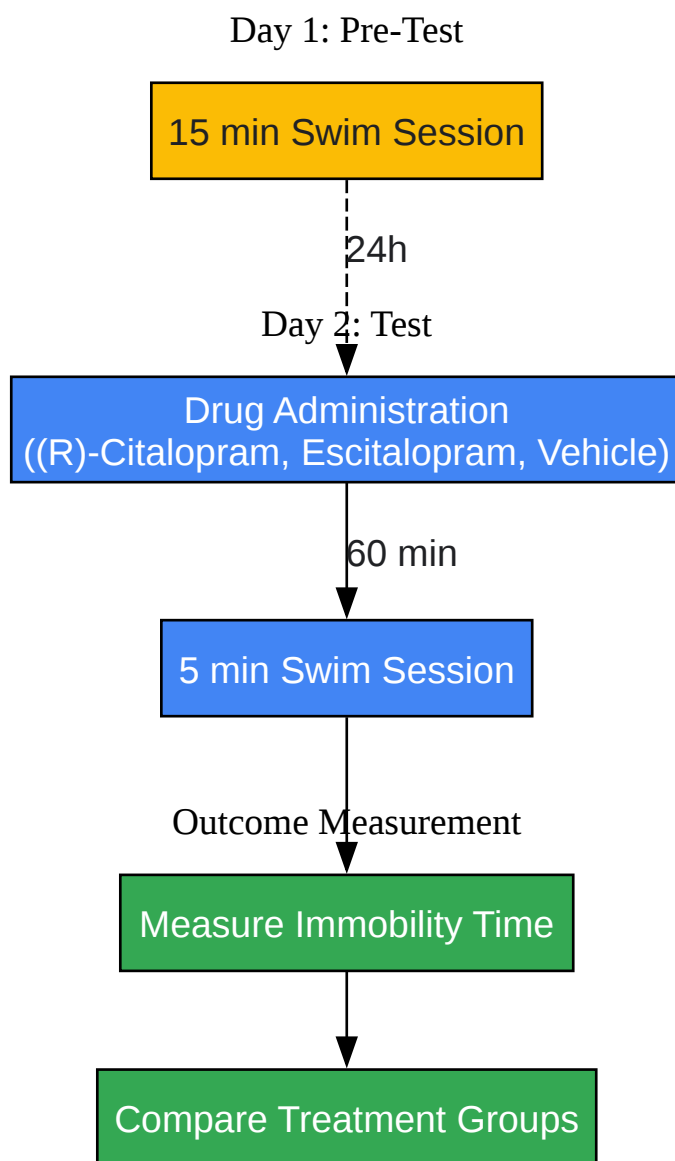 Day 1: Pre-Test
15 min Swim Session
24h
Day 2: Test
Drug Administration
((R)-Citalopram, Escitalopram, Vehicle)
60 min
5 min Swim Session
Outcome Measurement
Measure Immobility Time
Compare Treatment Groups